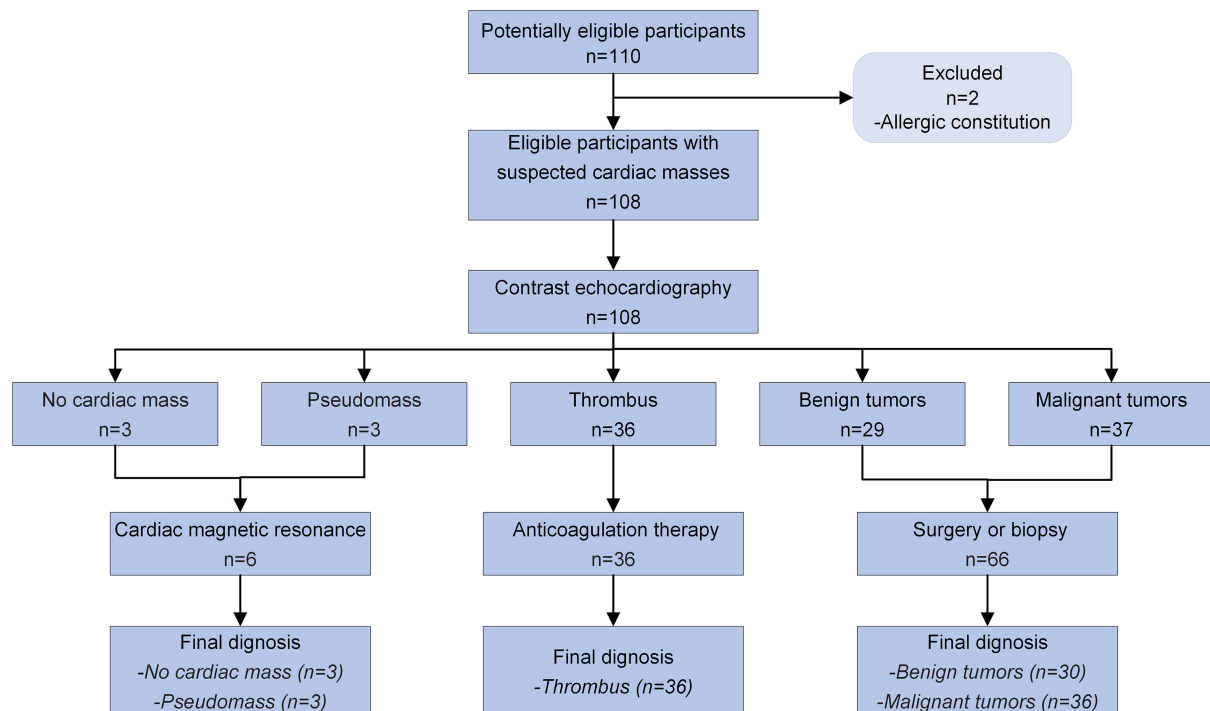 Potentially eligible participants
n=110
Excluded
n=2
-Allergic constitution
Eligible participants with
suspected cardiac masses
n=108
Contrast echocardiography
n=108
No cardiac mass
n=3
Pseudomass
n=3
Thrombus
n=36
Benign tumors
n=29
Malignant tumors
n=37
Cardiac magnetic resonance
n=6
Anticoagulation therapy
n=36
Surgery or biopsy
n=66
Final dignosis
-No cardiac mass (n=3)
-Pseudomass (n=3)
Final dignosis
-Thrombus (n=36)
Final dignosis
-Benign tumors (n=30)
-Malignant tumors (n=36)